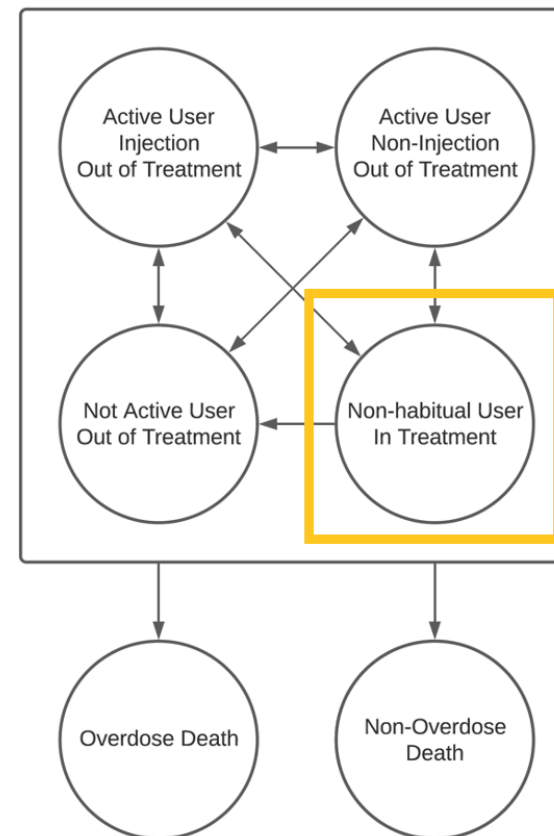 Active User
Injection
Out of Treatment
Active User
Non-Injection
Out of Treatment
Not Active User
Out of Treatment
Non-habitual User
In Treatment
Overdose Death
Non-Overdose
Death